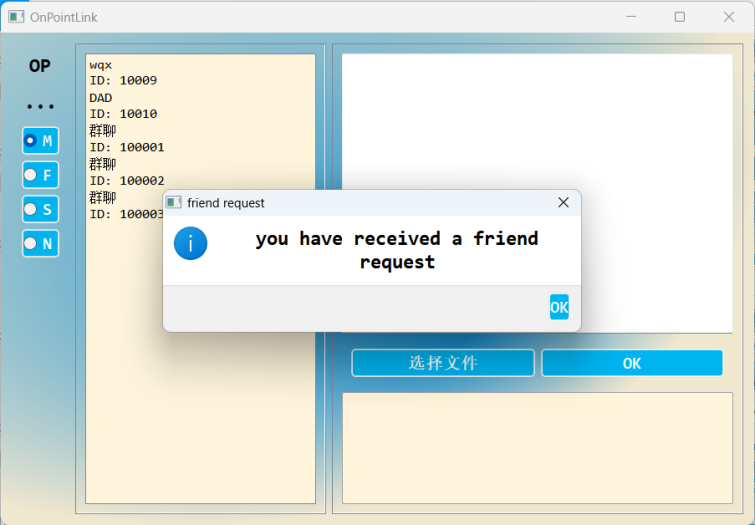 OnPointLink
OP
...
M
F
S
N
wqx
ID: 10009
DAD
ID: 10010
群聊
ID: 100001
群聊
ID: 100002
群聊
ID: 100003
friend request
you have received a friend
request
OK
选择文件
OK